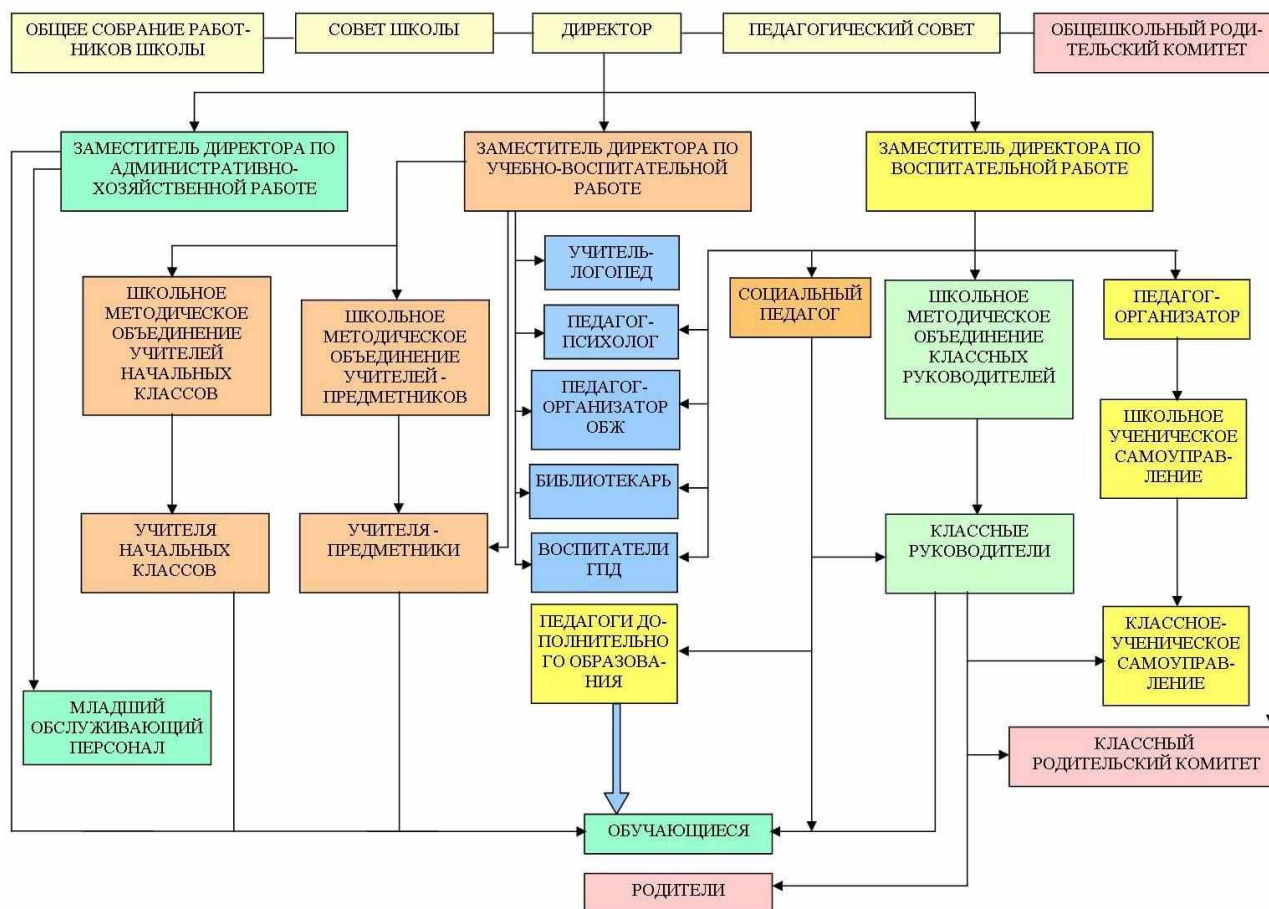 ОБЩЕЕ СОБРАНИЕ РАБОТ-
НИКОВ ШКОЛЫ
СОВЕТ ШКОЛЫ
ДИРЕКТОР
ПЕДАГОГИЧЕСКИЙ СОВЕТ
ОБЩЕШКОЛЬНЫЙ РОДИ-
ТЕЛЬСКИЙ КОМИТЕТ
ЗАМЕСТИТЕЛЬ ДИРЕКТОРА ПО
АДМИНИСТРАТИВНО-
ХОЗЯЙСТВЕННОЙ РАБОТЕ
ЗАМЕСТИТЕЛЬ ДИРЕКТОРА ПО
УЧЕБНО-ВОСПИТАТЕЛЬНОЙ
РАБОТЕ
ЗАМЕСТИТЕЛЬ ДИРЕКТОРА ПО
ВОСПИТАТЕЛЬНОЙ РАБОТЕ
ШКОЛЬНОЕ
МЕТОДИЧЕСКОЕ
ОБЪЕДИНЕНИЕ
УЧИТЕЛЕЙ
НАЧАЛЬНЫХ
КЛАССОВ
ШКОЛЬНОЕ
МЕТОДИЧЕСКОЕ
ОБЪЕДИНЕНИЕ
УЧИТЕЛЕЙ -
ПРЕДМЕТНИКОВ
УЧИТЕЛЬ-
ЛОГОПЕД
ПЕДАГОГ-
ПСИХОЛОГ
ПЕДАГОГ-
ОРГАНИЗАТОР
ОБЖ
БИБЛИОТЕКАРЬ
ВОСПИТАТЕЛИ
ГПД
СОЦИАЛЬНЫЙ
ПЕДАГОГ
ШКОЛЬНОЕ
МЕТОДИЧЕСКОЕ
ОБЪЕДИНЕНИЕ
КЛАССНЫХ
РУКОВОДИТЕЛЕЙ
ПЕДАГОГ-
ОРГАНИЗАТОР
ШКОЛЬНОЕ
УЧЕНИЧЕСКОЕ
САМОУПРАВ-
ЛЕНИЕ
УЧИТЕЛЯ
НАЧАЛЬНЫХ
КЛАССОВ
УЧИТЕЛЯ -
ПРЕДМЕТНИКИ
КЛАССНЫЕ
РУКОВОДИТЕЛИ
ПЕДАГОГИ ДО-
ПОЛНИТЕЛЬНО
ГО ОБРАЗОВА-
НИЯ
КЛАССНОЕ-
УЧЕНИЧЕСКОЕ
САМОУПРАВ-
ЛЕНИЕ
МЛАДШИЙ
ОБСЛУЖИВАЮЩИЙ
ПЕРСОНАЛ
КЛАССНЫЙ
РОДИТЕЛЬСКИЙ КОМИТЕТ
ОБУЧАЮЩИЕСЯ
РОДИТЕЛИ